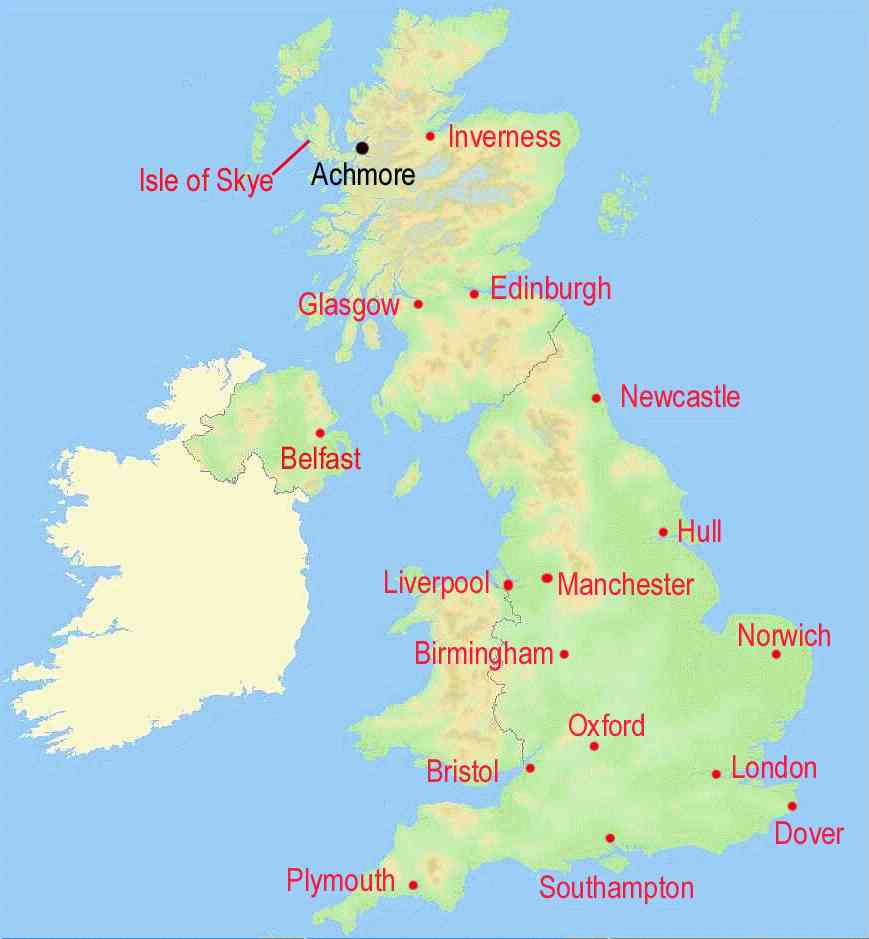 Inverness
Isle of Skye
Achmore
Edinburgh
Glasgow
Newcastle
Belfast
Hull
Liverpool
Manchester
Norwich
Birmingham
Oxford
London
Bristol
Dover
Plymouth
Southampton